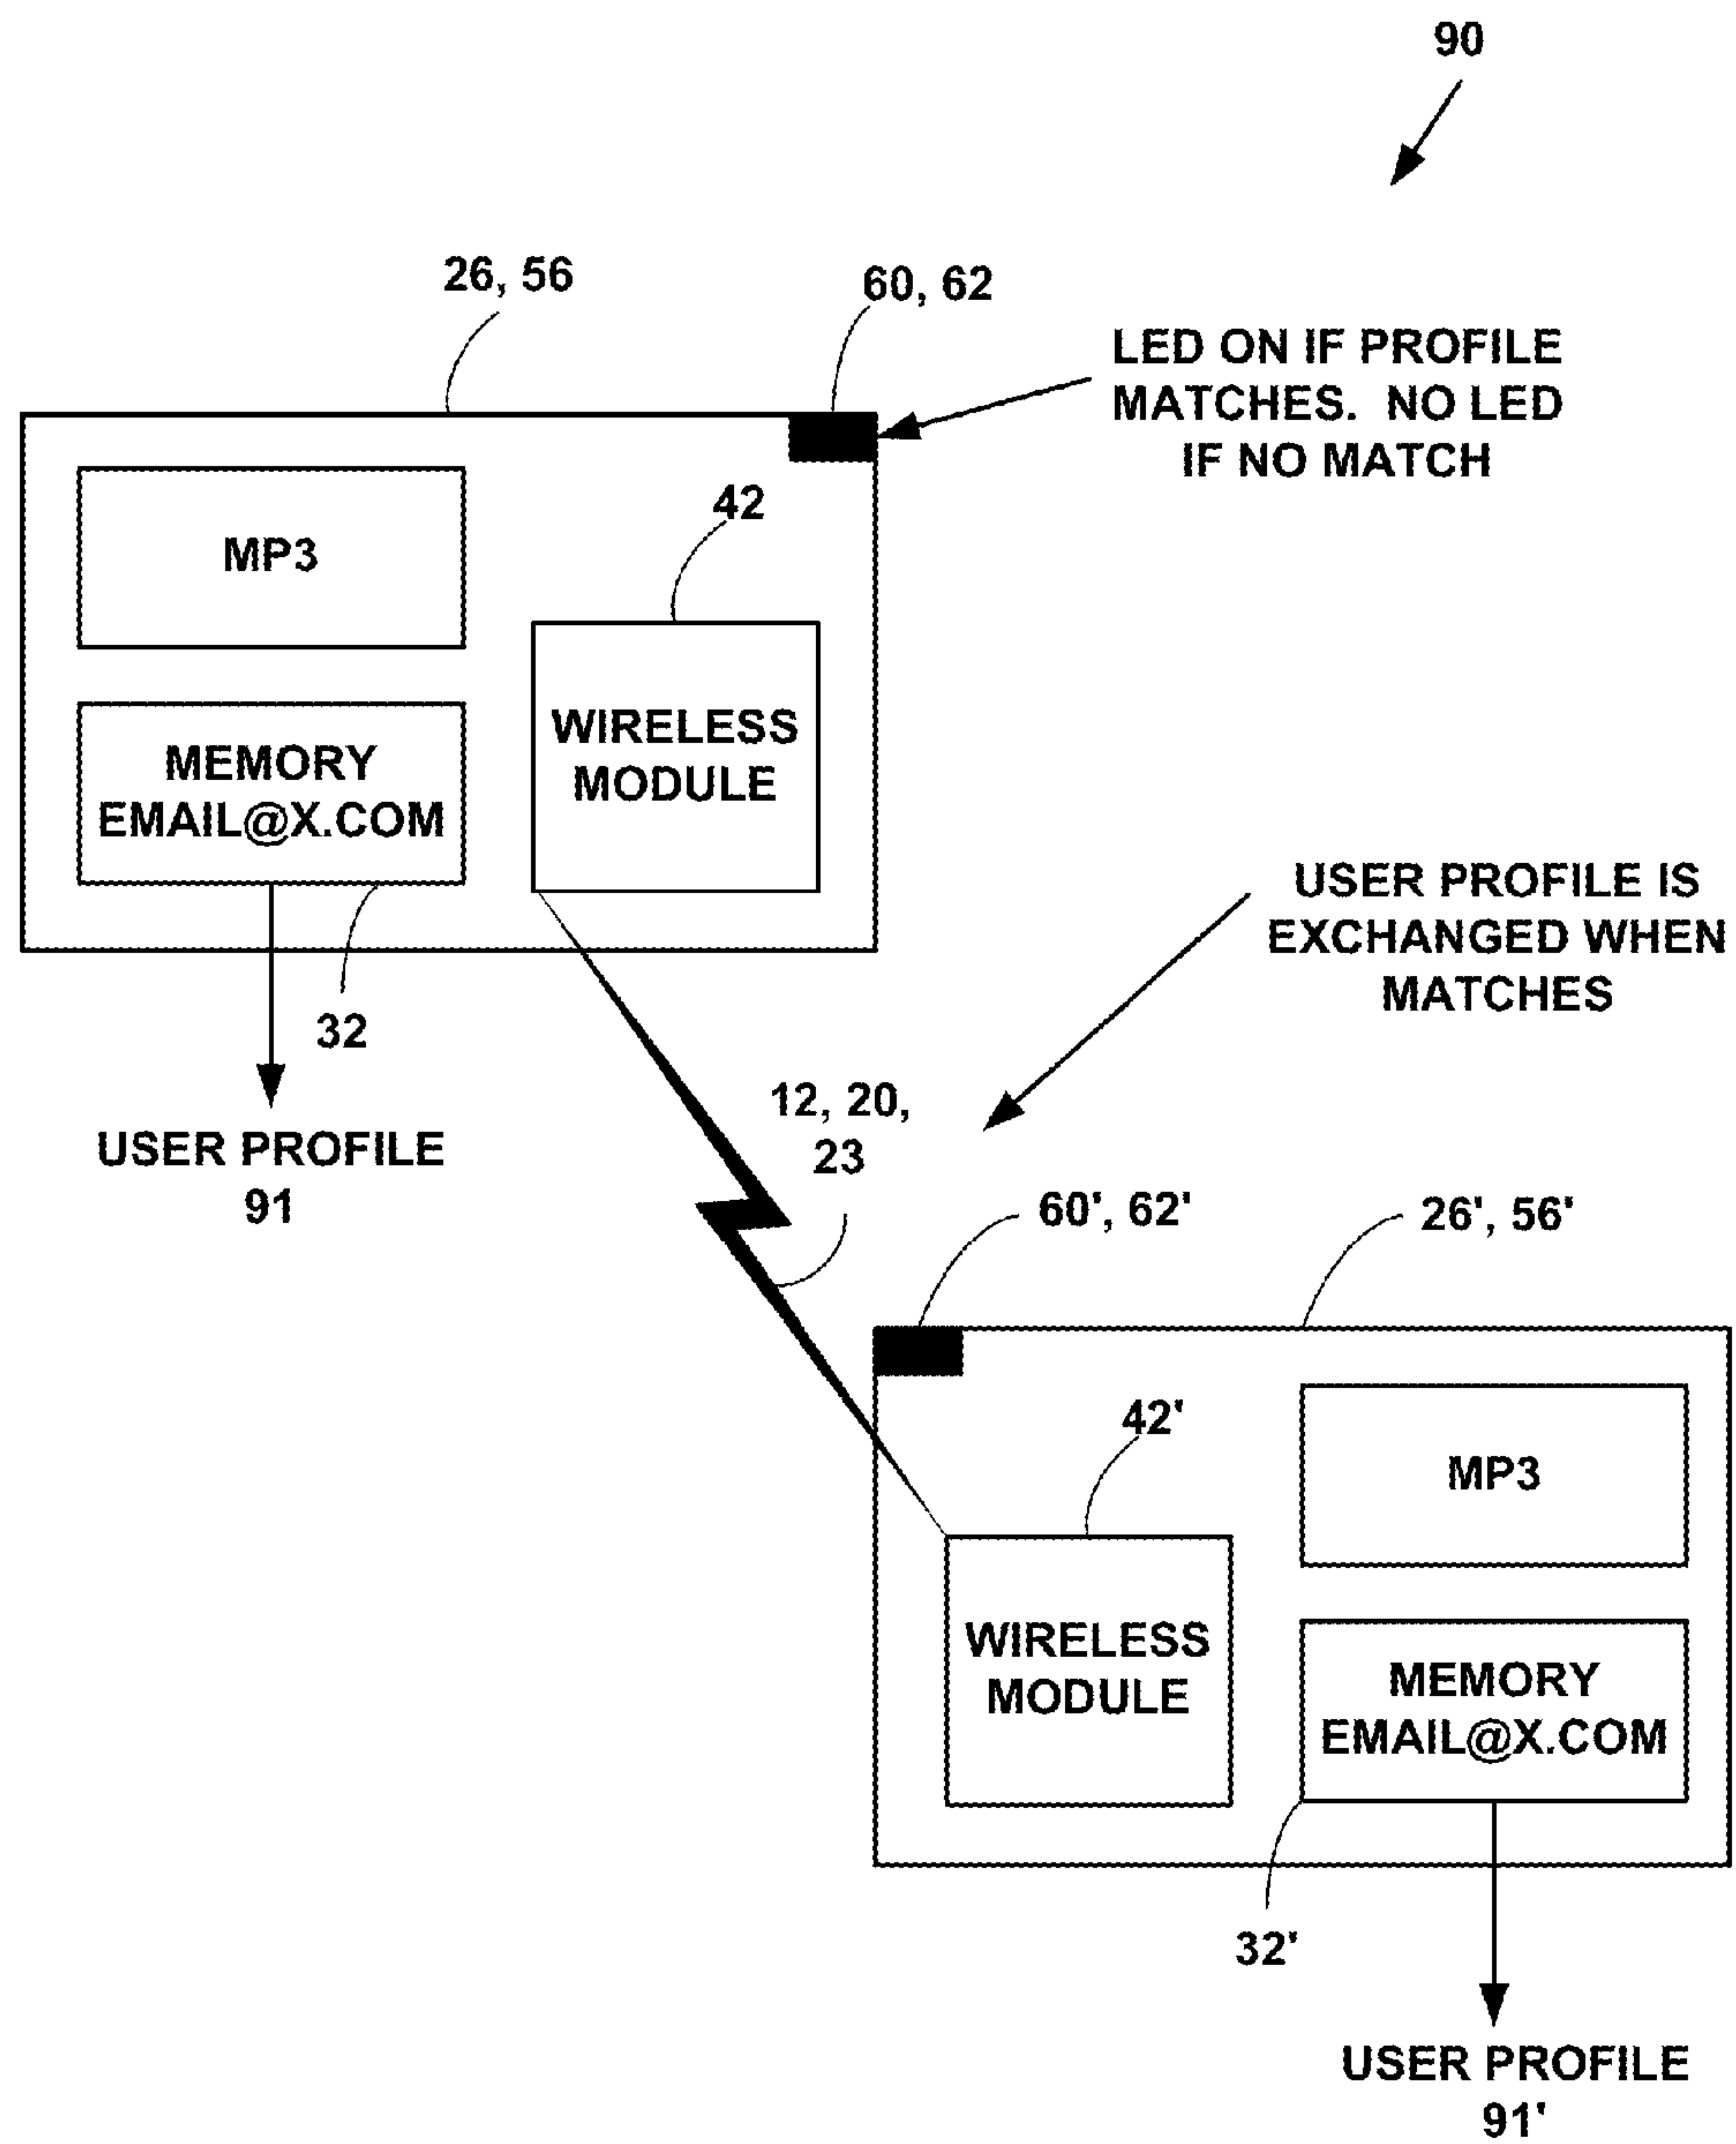 90
26, 56
60, 62
LED ON IF PROFILE
MATCHES.  NO LED
IF NO MATCH
42
MP3
WIRELESS
MODULE
MEMORY
EMAIL@X.COM
32
USER PROFILE
91
USER PROFILE IS
EXCHANGED WHEN
MATCHES
12, 20,
23
60', 62'
26', 56'
42'
MP3
WIRELESS
MODULE
MEMORY
EMAIL@X.COM
32'
USER PROFILE
91'